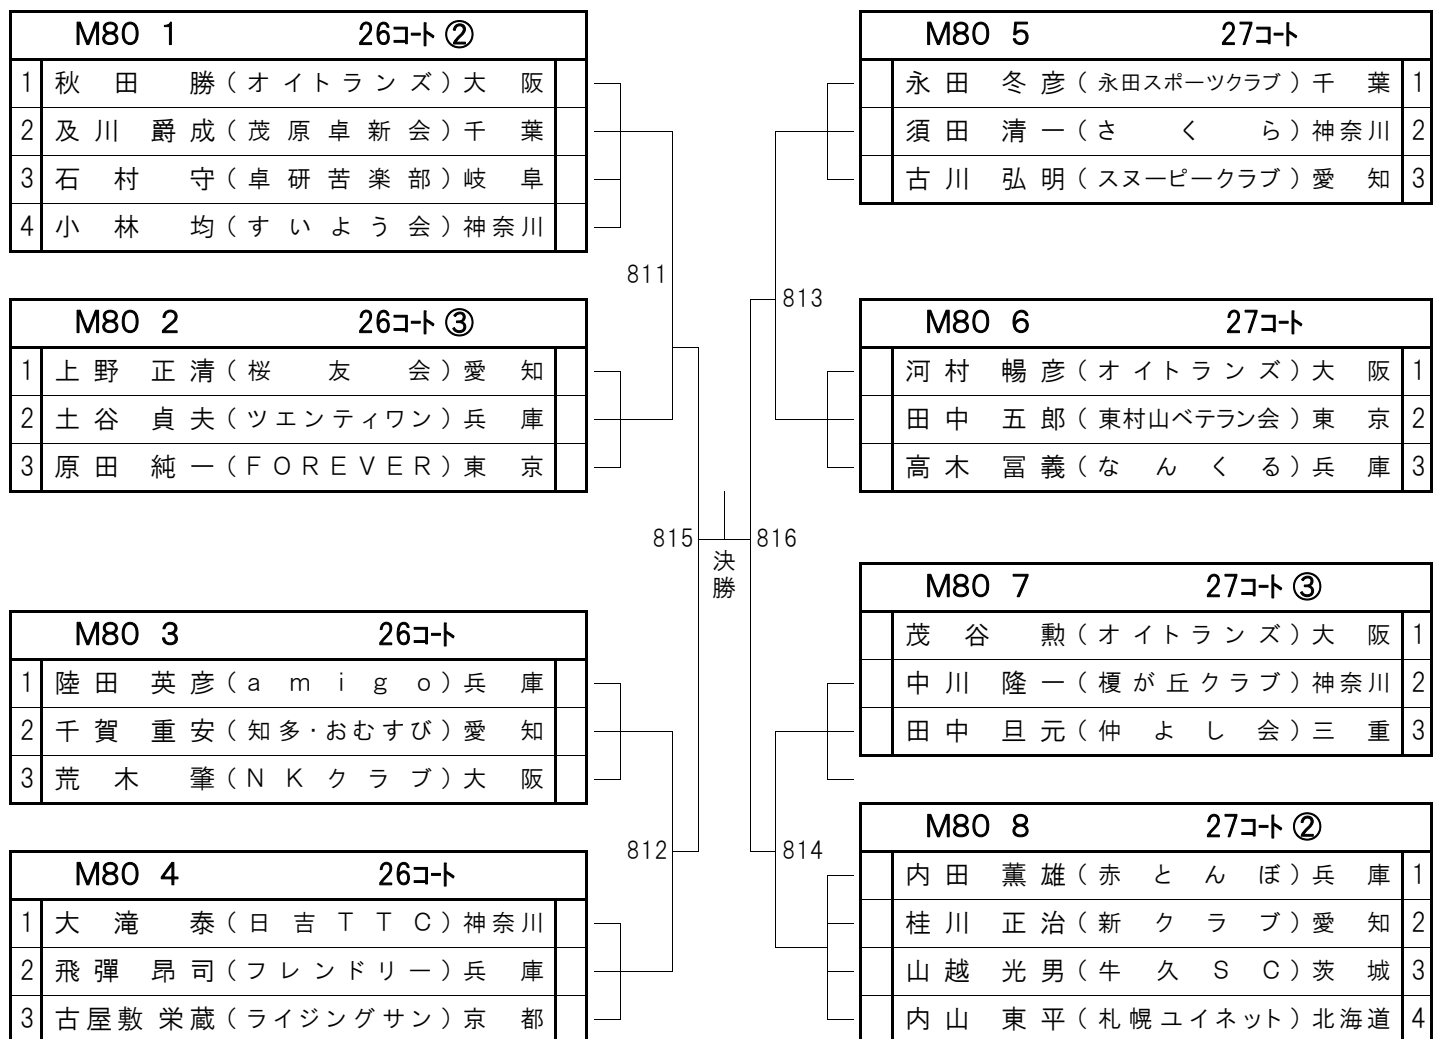 M80 1 26コート ②
1 秋田 勝 (オイトランズ) 大阪
2 及川 爵成 (茂原卓新会) 千葉
3 石村 守 (卓研苦楽部) 岐阜
4 小林 均 (すいよう会) 神奈川
811
M80 2 26コート ③
1 上野 正清 (桜友会) 愛知
2 土谷 貞夫 (ツエンティワン) 兵庫
3 原田 純一 (FOREVER) 東京
815
M80 3 26コート
1 陸田 英彦 (amigo) 兵庫
2 千賀 重安 (知多・おむすび) 愛知
3 荒木 肇 (NKクラブ) 大阪
812
M80 4 26コート
1 大滝 泰 (日吉TTC) 神奈川
2 飛彈 昂司 (フレンドリー) 兵庫
3 古屋敷 栄蔵 (ライジングサン) 京都
決勝
M80 5 27コート
永田 冬彦 (永田スポーツクラブ) 千葉 1
須田 清一 (さくら) 神奈川 2
古川 弘明 (スヌーピークラブ) 愛知 3
813
M80 6 27コート
河村 暢彦 (オイトランズ) 大阪 1
田中 五郎 (東村山ベテラン会) 東京 2
高木 冨義 (なんくる) 兵庫 3
816
M80 7 27コート ③
茂谷 勲 (オイトランズ) 大阪 1
中川 隆一 (榎が丘クラブ) 神奈川 2
田中 旦元 (仲よし会) 三重 3
814
M80 8 27コート ②
内田 薫雄 (赤とんぼ) 兵庫 1
桂川 正治 (新クラブ) 愛知 2
山越 光男 (牛久SC) 茨城 3
内山 東平 (札幌ユイネット) 北海道 4